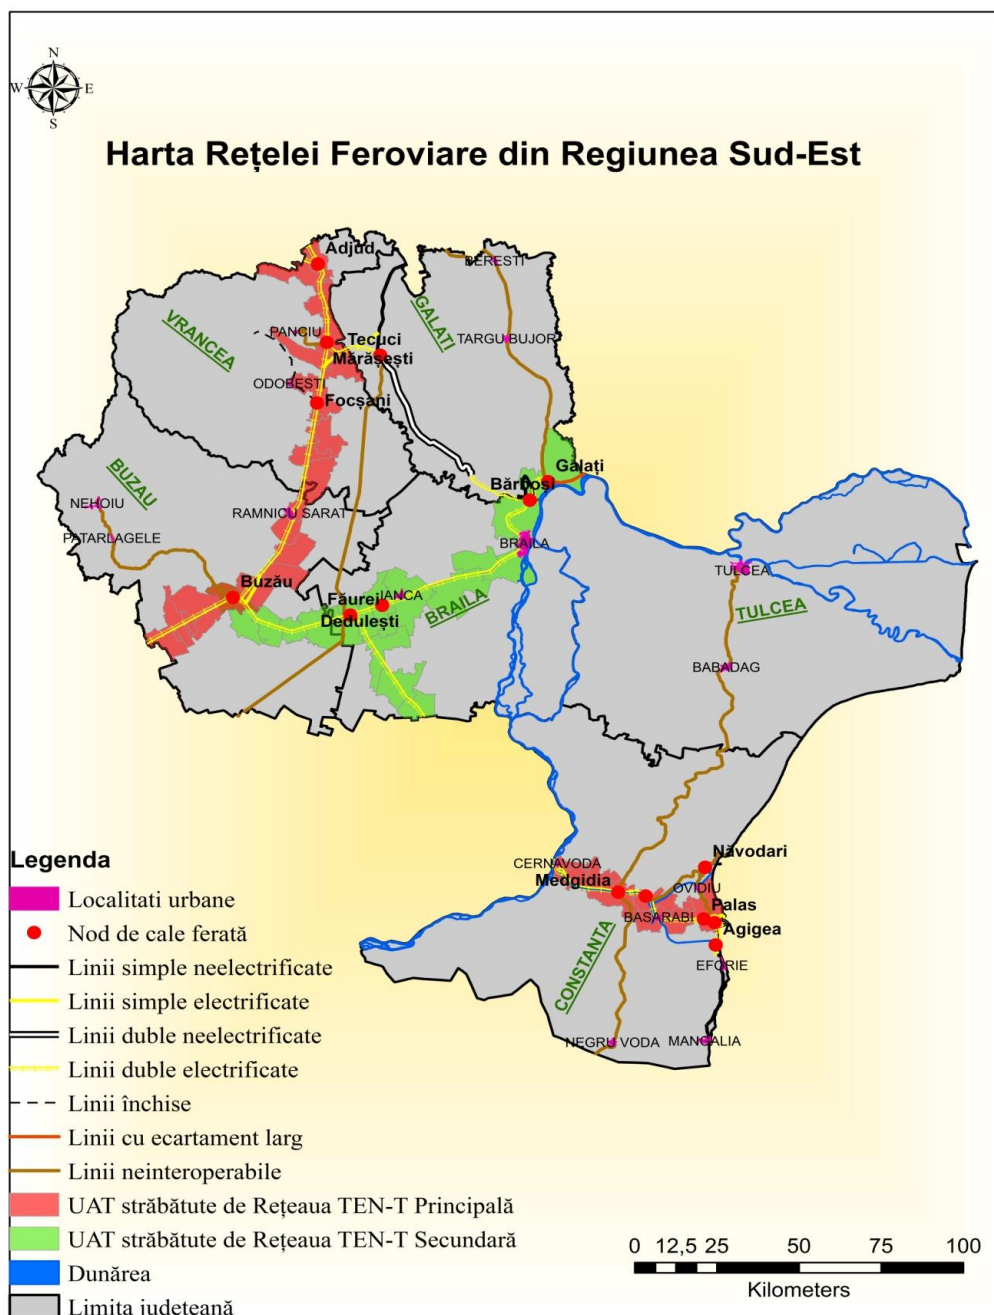 N
W E
S
Harta Rețelei Feroviare din Regiunea Sud-Est
Adjud
BERESTI
GALATI
VRANCEA
PANCIU
Tecuci
TARGU BUJOR
Mărășești
ODOBESTI
Focșani
Galați
BUZAU
Bărboși
NEHOIU
RAMNICU SARAT
PATARLAGELE
BRAILA
TULCEA
Buzău
Făurei
IANCA
BRAILA
TULCEA
Dedulești
BABADAG
Năvodari
CERNAVODA
Medgidia
OVIDIU
Palas
BASARABI
Agigea
EFORIE
CONSTANTA
NEGRU VODA
MANGALIA
Legenda
Localitati urbane
Nod de cale ferată
Linii simple neelectrificate
Linii simple electrificate
Linii duble neelectrificate
Linii duble electrificate
Linii închise
Linii cu ecartament larg
Linii neinteroperabile
UAT străbătute de Rețeaua TEN-T Principală
UAT străbătute de Rețeaua TEN-T Secundară
Dunărea
Limita județeană
0 12,5 25 50 75 100
Kilometers